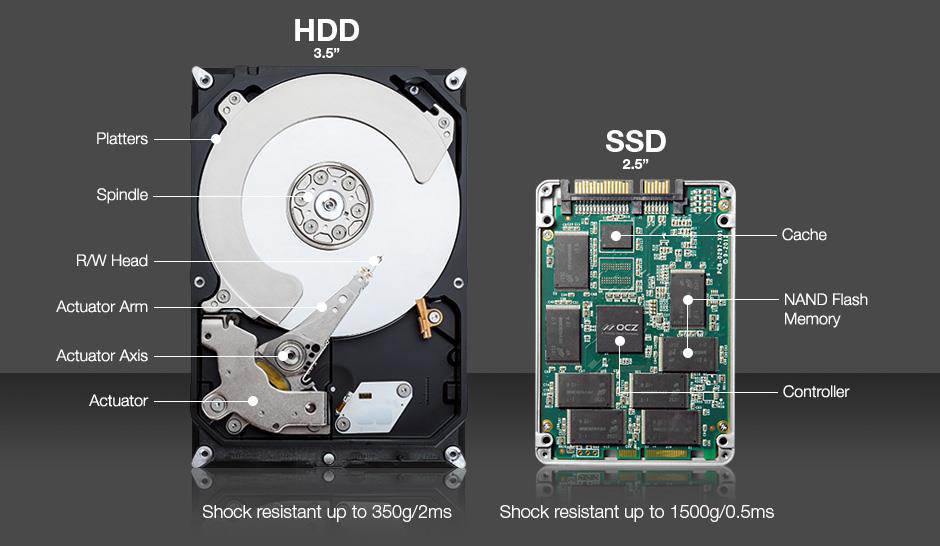 HDD
3.5”
Platters
Spindle
R/W Head
Actuator Arm
Actuator Axis
Actuator
Shock resistant up to 350g/2ms
SSD
2.5”
Cache
NAND Flash
Memory
Controller
OCZ
Shock resistant up to 1500g/0.5ms